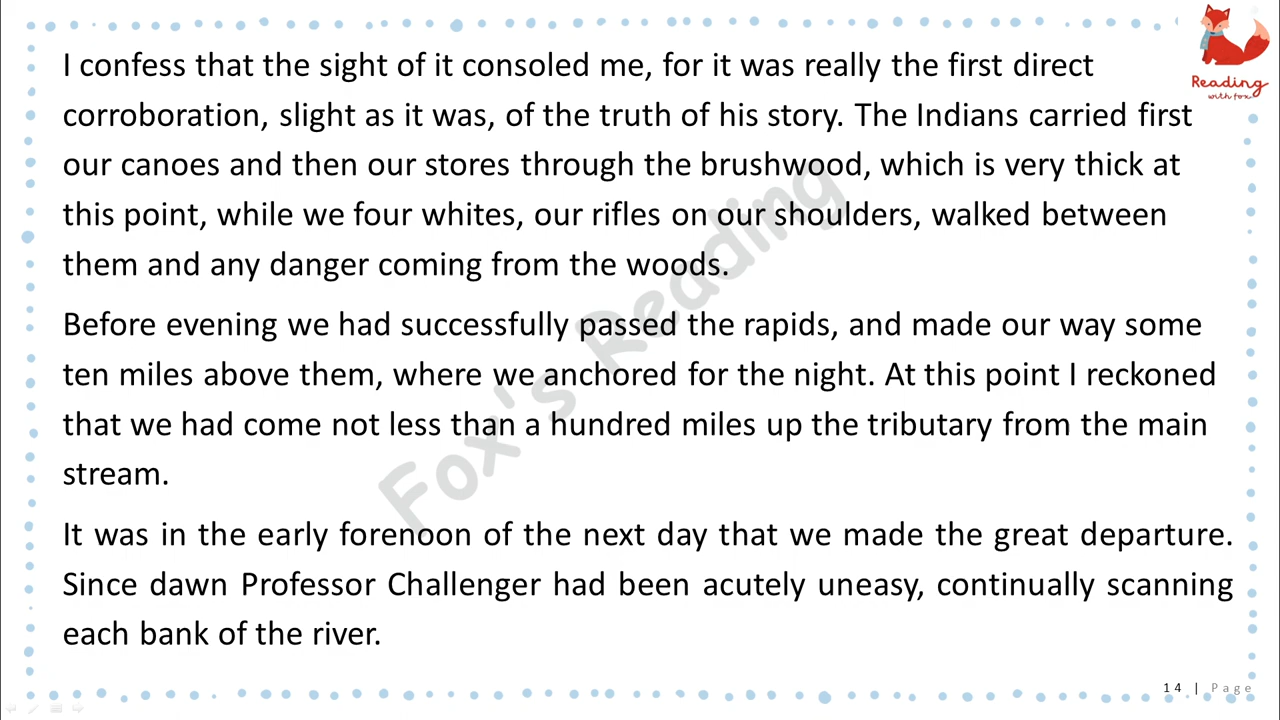 Reading
with fox
I confess that the sight of it consoled me, for it was really the first direct
corroboration, slight as it was, of the truth of his story. The Indians carried first
our canoes and then our stores through the brushwood, which is very thick at
this point, while we four whites, our rifles on our shoulders, walked between
them and any danger coming from the woods.
Before evening we had successfully passed the rapids, and made our way some
ten miles above them, where we anchored for the night. At this point I reckoned
that we had come not less than a hundred miles up the tributary from the main
stream.
It was in the early forenoon of the next day that we made the great departure.
Since dawn Professor Challenger had been acutely uneasy, continually scanning
each bank of the river.
Fox's Reading
14 | Page